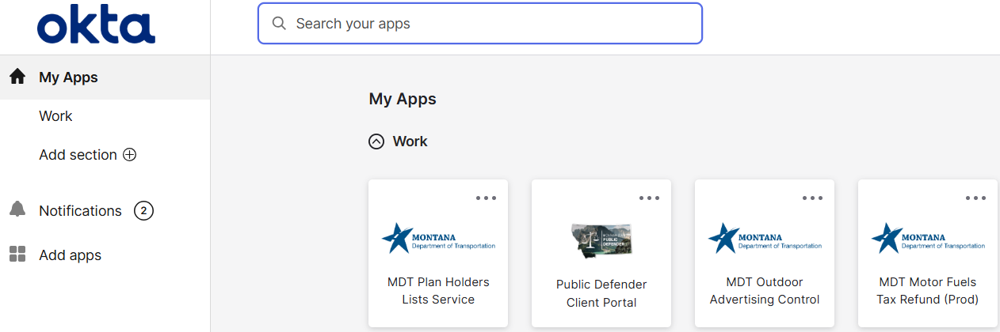 okta
Search your apps
My Apps
Work
Add section
Notifications 2
Add apps
My Apps
Work
MONTANA
Department of Transportation
MDT Plan Holders
Lists Service
PUBLIC
DEFENDER
Public Defender
Client Portal
MONTANA
Department of Transportation
MDT Outdoor
Advertising Control
MONTANA
Department of Transportation
MDT Motor Fuels
Tax Refund (Prod)